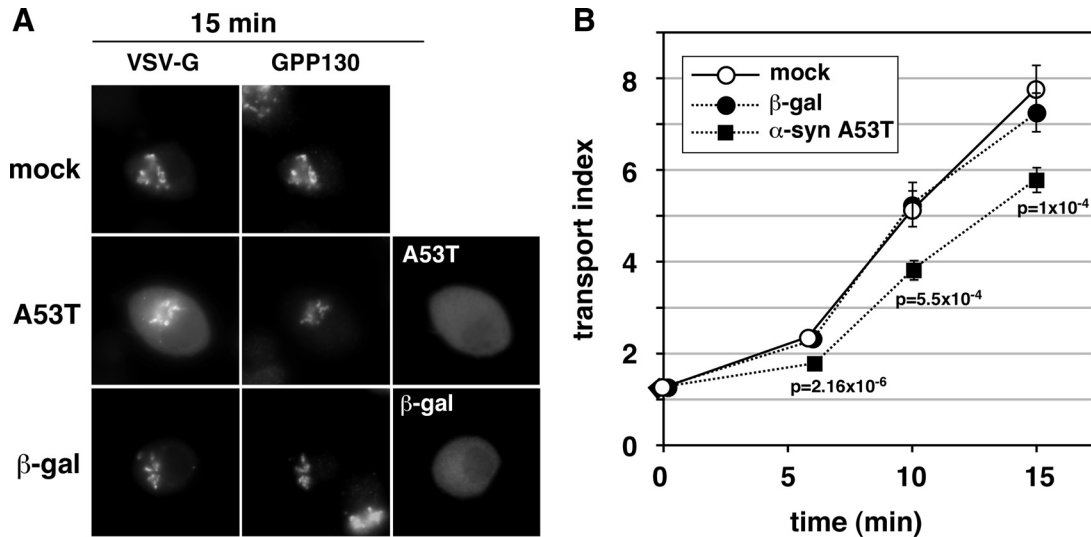 A
15 min
VSV-G GPP130
mock
A53T
A53T
β-gal
β-gal
B
mock
β-gal
α-syn A53T
transport index
8
6
4
2
0
p=1x10⁻⁴
p=5.5x10⁻⁴
p=2.16x10⁻⁶
0 5 10 15
time (min)